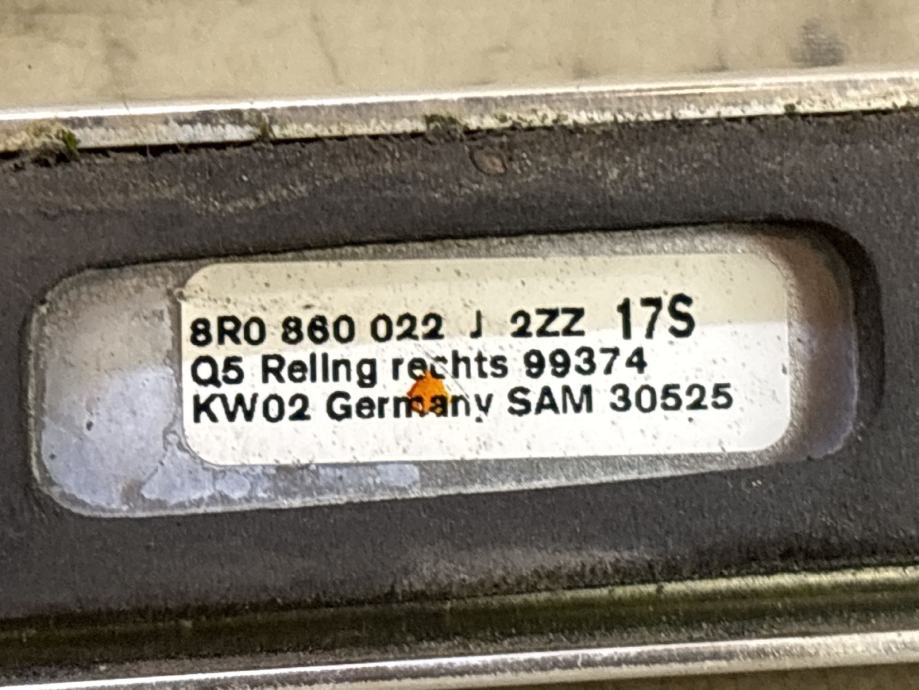 8R0 860 022 J 2ZZ 17S
Q5 Reling rechts 99374
KW02 Germany SAM 30525